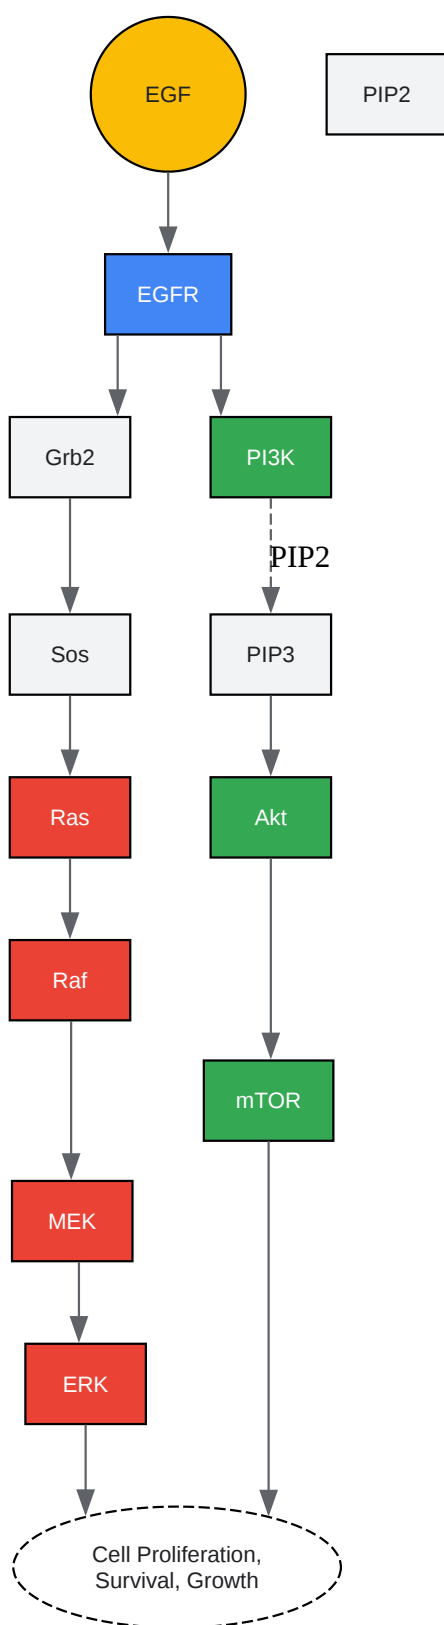 EGF
PIP2
EGFR
Grb2
PI3K
PIP2
Sos
PIP3
Ras
Akt
Raf
mTOR
MEK
ERK
Cell Proliferation,
Survival, Growth